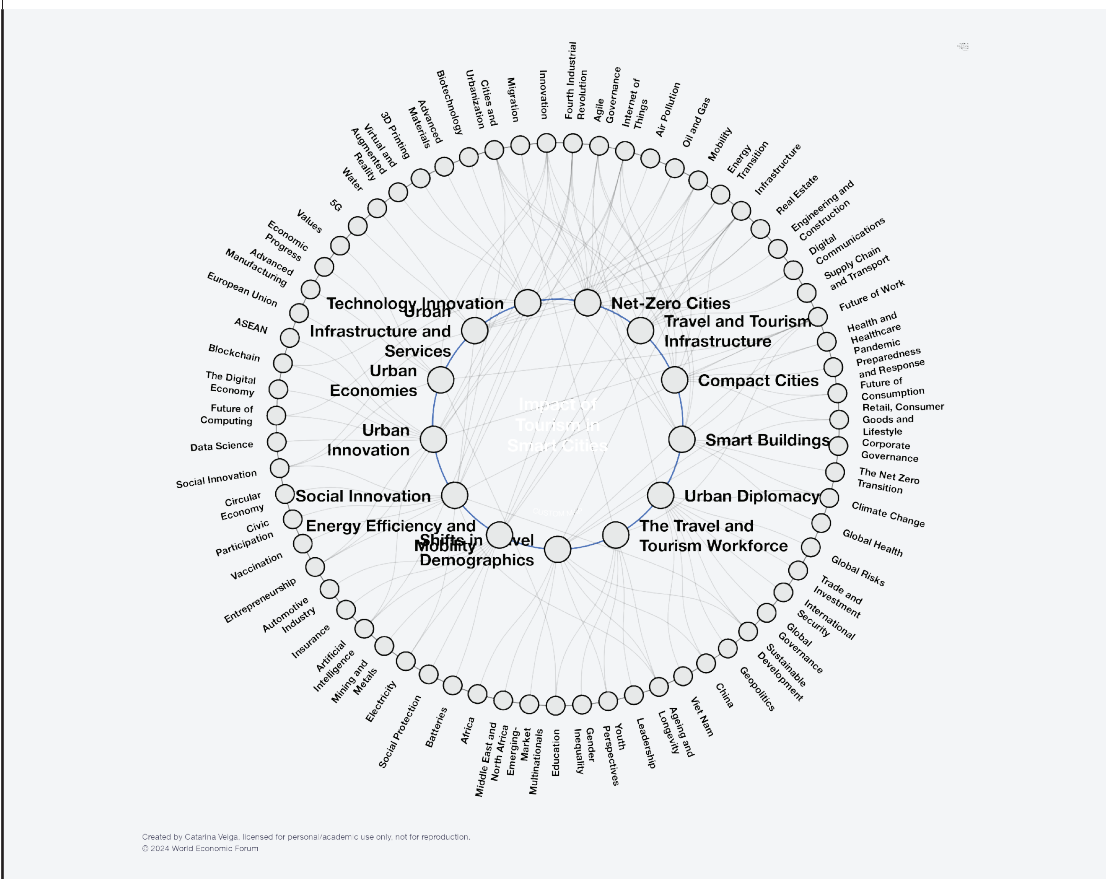 Fourth Industrial
Revolution
Agile
Governance
Internet of
Things
Air Pollution
Oil and Gas
Mobility
Energy
Transition
Infrastructure
Real Estate
Engineering and
Construction
Digital
Communications
Supply Chain
and Transport
Future of Work
Health and
Healthcare
Pandemic
Preparedness
and Response
Future of
Consumption
Retail, Consumer
Goods and
Lifestyle
Corporate
Governance
The Net Zero
Transition
Climate Change
Global Health
Global Risks
Trade and
Investment
International
Security
Global
Governance
Sustainable
Development
Geopolitics
China
Viet Nam
Ageing and
Longevity
Leadership
Youth
Perspectives
Gender
Inequality
Education
Emerging-
Market
Multinationals
Middle East and
North Africa
Africa
Batteries
Social Protection
Electricity
Mining and
Metals
Artificial
Intelligence
Insurance
Automotive
Industry
Entrepreneurship
Vaccination
Civic
Participation
Circular
Economy
Social Innovation
Data Science
Future of
Computing
The Digital
Economy
Blockchain
ASEAN
European Union
Advanced
Manufacturing
Economic
Progress
Values
5G
Water
Virtual and
Augmented
Reality
3D Printing
Advanced
Materials
Biotechnology
Cities and
Urbanization
Migration
Innovation
Net-Zero Cities
Travel and Tourism
Infrastructure
Compact Cities
Smart Buildings
Urban Diplomacy
The Travel and
Tourism Workforce
Shifts in Travel
Demographics
Energy Efficiency and
Mobility
Social Innovation
Urban
Innovation
Urban
Economies
Urban
Infrastructure and
Services
Technology Innovation
Impact of
Tourism in
Smart Cities
Created by Catarina Veiga, licensed for personal/academic use only, not for reproduction.
© 2024 World Economic Forum